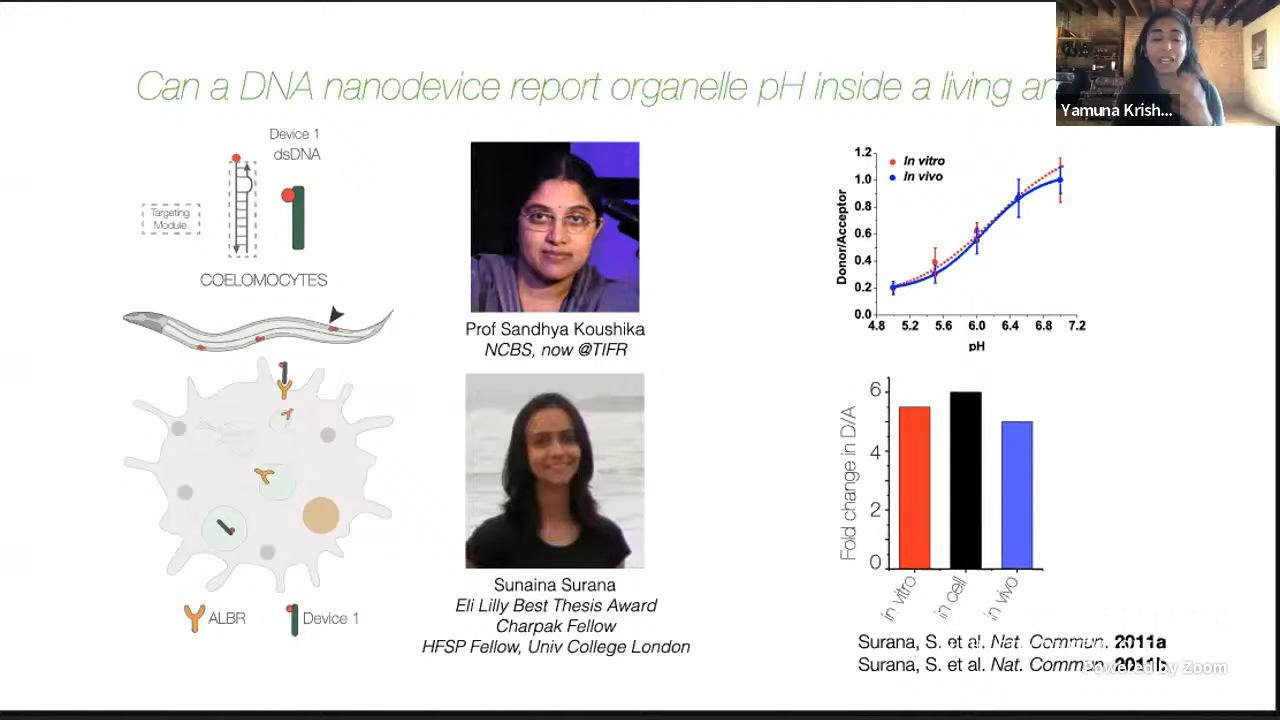 Can a DNA nanodevice report organelle pH inside a living
Yamuna Krish...
Device 1
dsDNA
Targeting
Module
COELOMOCYTES
ALBR
Device 1
Prof Sandhya Koushika
NCBS, now @TIFR
Sunaina Surana
Eli Lilly Best Thesis Award
Charpak Fellow
HFSP Fellow, Univ College London
In vitro
In vivo
Donor/Acceptor
1.2
1.0
0.8
0.6
0.4
0.2
0.0
4.8 5.2 5.6 6.0 6.4 6.8 7.2
pH
Fold change in D/A
6
4
2
0
in vitro
in cell
in vivo
Surana, S. et al. Nat. Commun. 2011a
Surana, S. et al. Nat. Commun. 2011b
Powered by Zoom